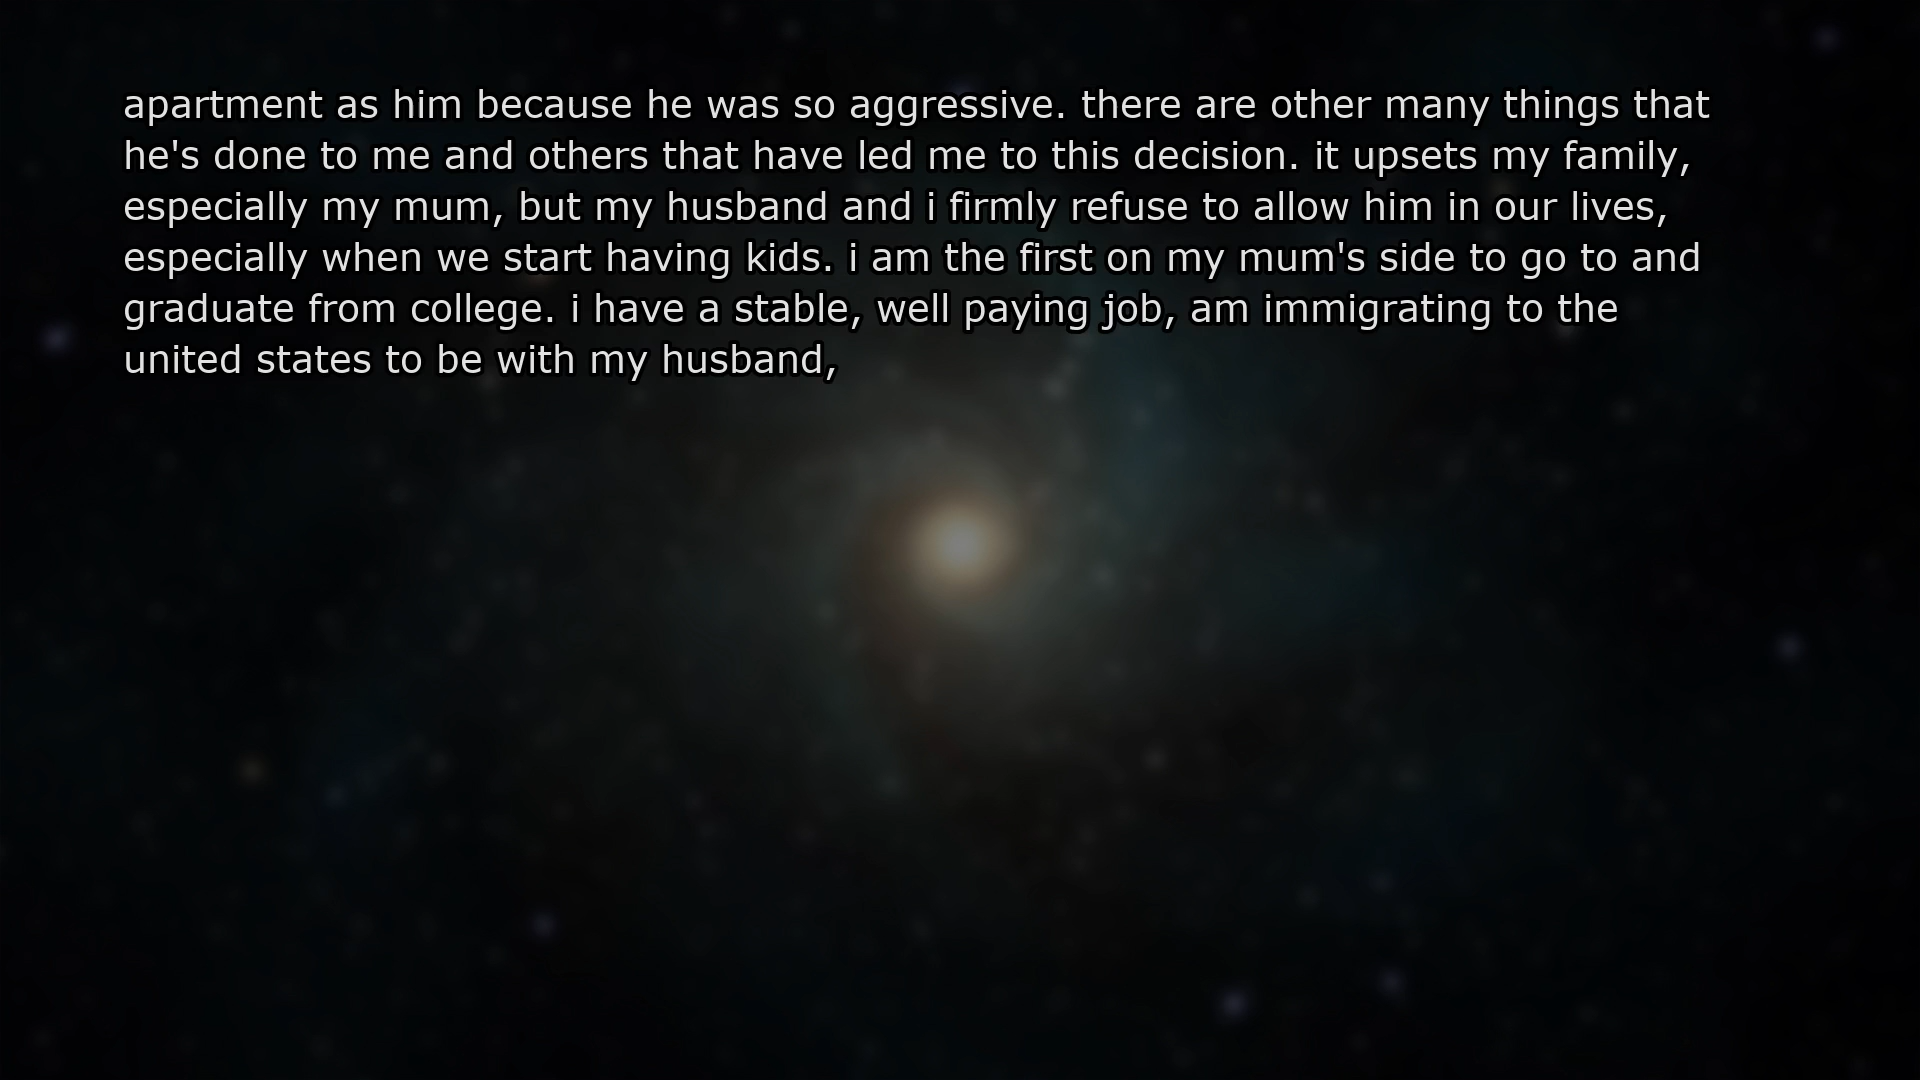 apartment as him because he was so aggressive. there are other many things that
he's done to me and others that have led me to this decision. it upsets my family,
especially my mum, but my husband and i firmly refuse to allow him in our lives,
especially when we start having kids. i am the first on my mum's side to go to and
graduate from college. i have a stable, well paying job, am immigrating to the
united states to be with my husband,